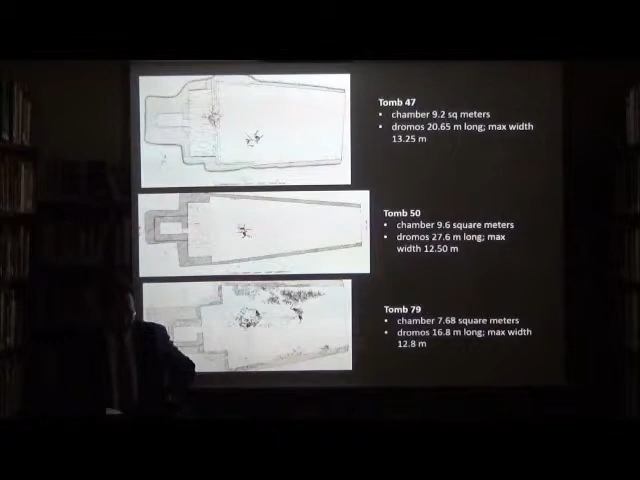 Tomb 47
• chamber 9.2 sq meters
• dromos 20.65 m long; max width
13.25 m
Tomb 50
• chamber 9.6 square meters
• dromos 27.6 m long; max
width 12.50 m
Tomb 79
• chamber 7.68 square meters
• dromos 16.8 m long; max width
12.8 m